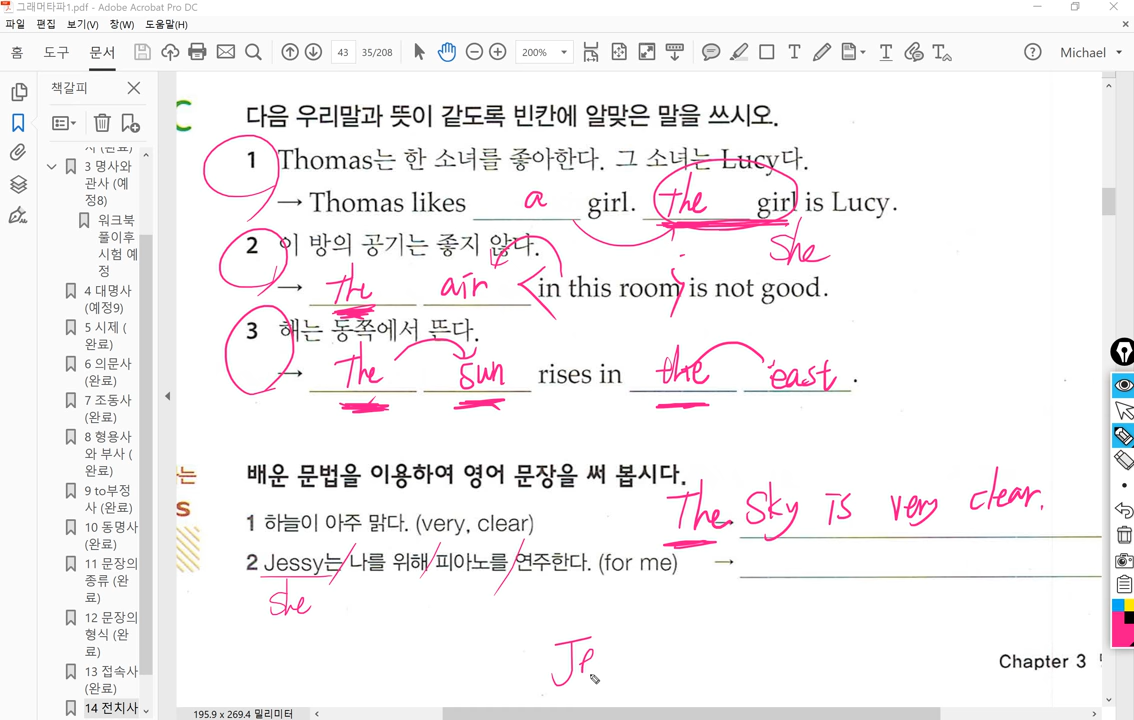 그래머타파1.pdf - Adobe Acrobat Pro DC
파일 편집 보기(V) 창(W) 도움말(H)
홈 도구 문서 43 35/208 200% Michael
책갈피
3 명사와 관사 (예정8)
워크북 풀이후 시험 예정
4 대명사 (예정9)
5 시제 (완료)
6 의문사 (완료)
7 조동사 (완료)
8 형용사와 부사 (완료)
9 to부정사 (완료)
10 동명사 (완료)
11 문장의 종류 (완료)
12 문장의 형식 (완료)
13 접속사 (완료)
14 전치사
C 다음 우리말과 뜻이 같도록 빈칸에 알맞은 말을 쓰시오.
1 Thomas는 한 소녀를 좋아한다. 그 소녀는 Lucy다.
→ Thomas likes a girl. the girl is Lucy.
She
2 이 방의 공기는 좋지 않다.
→ The air in this room is not good.
3 해는 동쪽에서 뜬다.
→ The sun rises in the east.
는 배운 문법을 이용하여 영어 문장을 써 봅시다.
s
1 하늘이 아주 맑다. (very, clear) → The Sky is very clear.
2 Jessy는 나를 위해 피아노를 연주한다. (for me) →
She
Je
Chapter 3
195.9 x 269.4 밀리미터